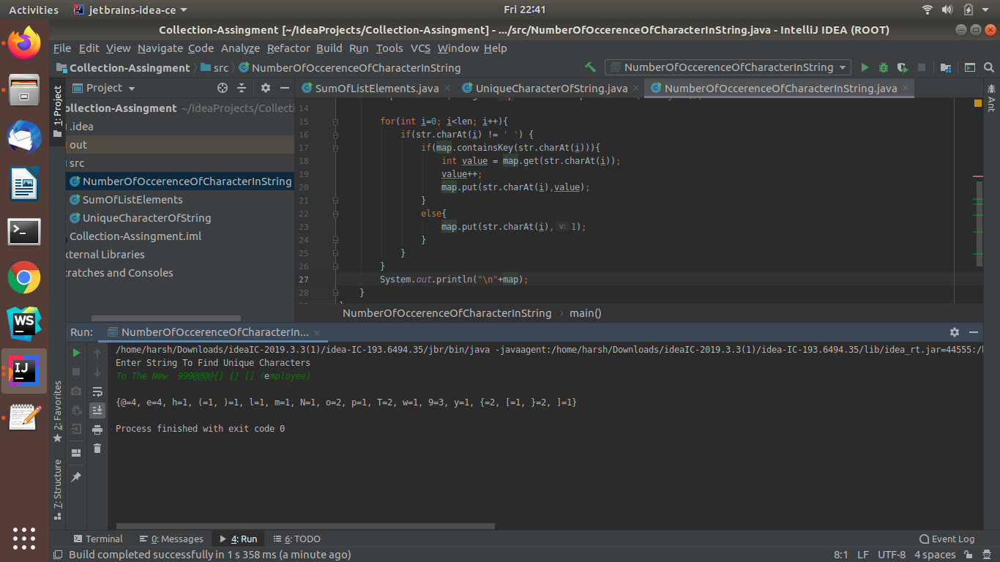 Activities jetbrains-idea-ce Fri 22:41
Collection-Assingment [~/IdeaProjects/Collection-Assingment] - .../src/NumberOfOccerenceOfCharacterInString.java - IntelliJ IDEA (ROOT)
File Edit View Navigate Code Analyze Refactor Build Run Tools VCS Window Help
Collection-Assingment src NumberOfOccerenceOfCharacterInString NumberOfOccerenceOfCharacterInString
Project SumOfListElements.java UniqueCharacterOfString.java NumberOfOccerenceOfCharacterInString.java
1: Project
Ant
ollection-Assingment ~/IdeaProjects/Collecti
.idea
out
src
NumberOfOccerenceOfCharacterInString
SumOfListElements
UniqueCharacterOfString
Collection-Assingment.iml
xternal Libraries
cratches and Consoles
14
15 for(int i=0; i<len; i++){
16 if(str.charAt(i) != ' ') {
17 if(map.containsKey(str.charAt(i))){
18 int value = map.get(str.charAt(i));
19 value++;
20 map.put(str.charAt(i),value);
21 }
22 else{
23 map.put(str.charAt(i), v: 1);
24 }
25 }
26 }
27 System.out.println("\n"+map);
28 }
NumberOfOccerenceOfCharacterInString › main()
Run: NumberOfOccerenceOfCharacterIn...
/home/harsh/Downloads/ideaIC-2019.3.3(1)/idea-IC-193.6494.35/jbr/bin/java -javaagent:/home/harsh/Downloads/ideaIC-2019.3.3(1)/idea-IC-193.6494.35/lib/idea_rt.jar=44555:/
Enter String To Find Unique Characters
To The New  999@@@@{} {} [] (employee)
{@=4, e=4, h=1, (=1, )=1, l=1, m=1, N=1, o=2, p=1, T=2, w=1, 9=3, y=1, {=2, [=1, }=2, ]=1}
Process finished with exit code 0
2: Favorites
7: Structure
Terminal 0: Messages 4: Run 6: TODO Event Log
Build completed successfully in 1 s 358 ms (a minute ago) 8:1 LF UTF-8 4 spaces